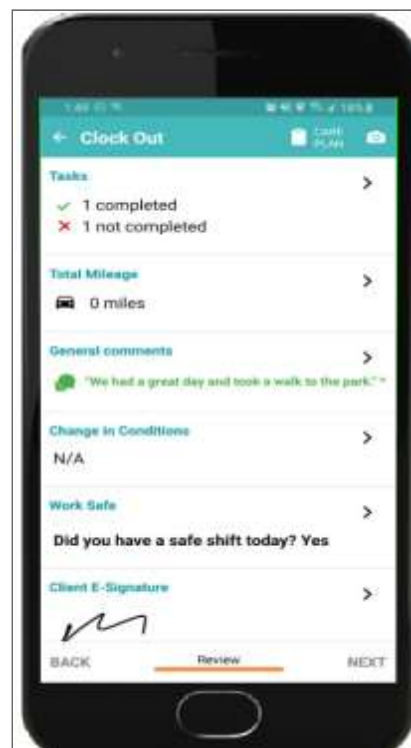 Clock Out
CARE
PLAN
Tasks
1 completed
1 not completed
Total Mileage
0 miles
General comments
"We had a great day and took a walk to the park."
Change in Conditions
N/A
Work Safe
Did you have a safe shift today? Yes
Client E-Signature
BACK
Review
NEXT